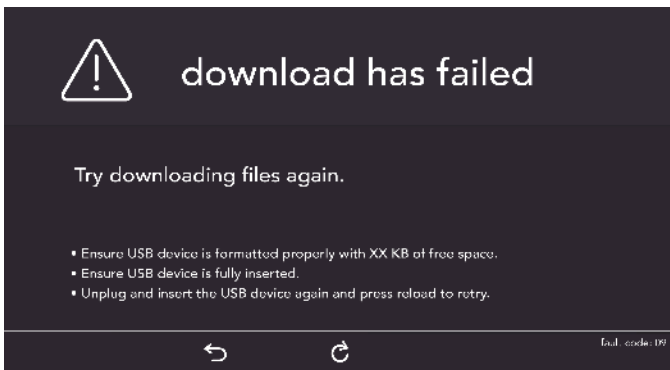 download has failed
Try downloading files again.
• Ensure USB device is formatted properly with XX KB of free space.
• Ensure USB device is fully inserted.
• Unplug and insert the USB device again and press reload to retry.
fault code: 09